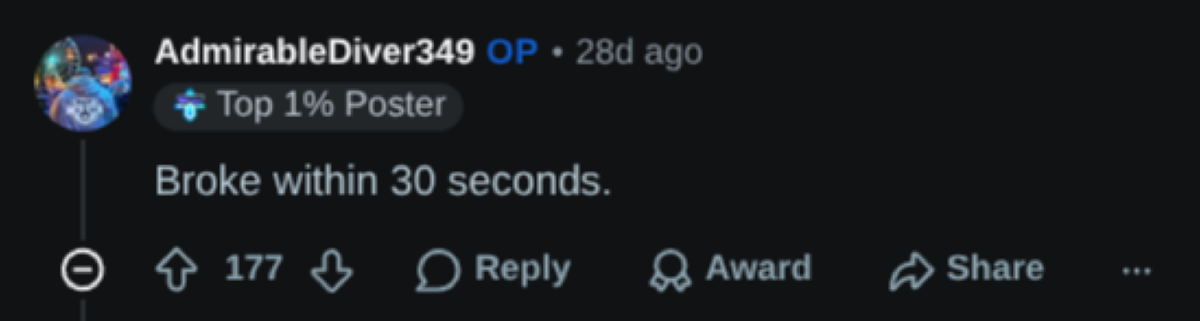 AdmirableDiver349 OP • 28d ago
Top 1% Poster
Broke within 30 seconds.
177 Reply Award Share ...